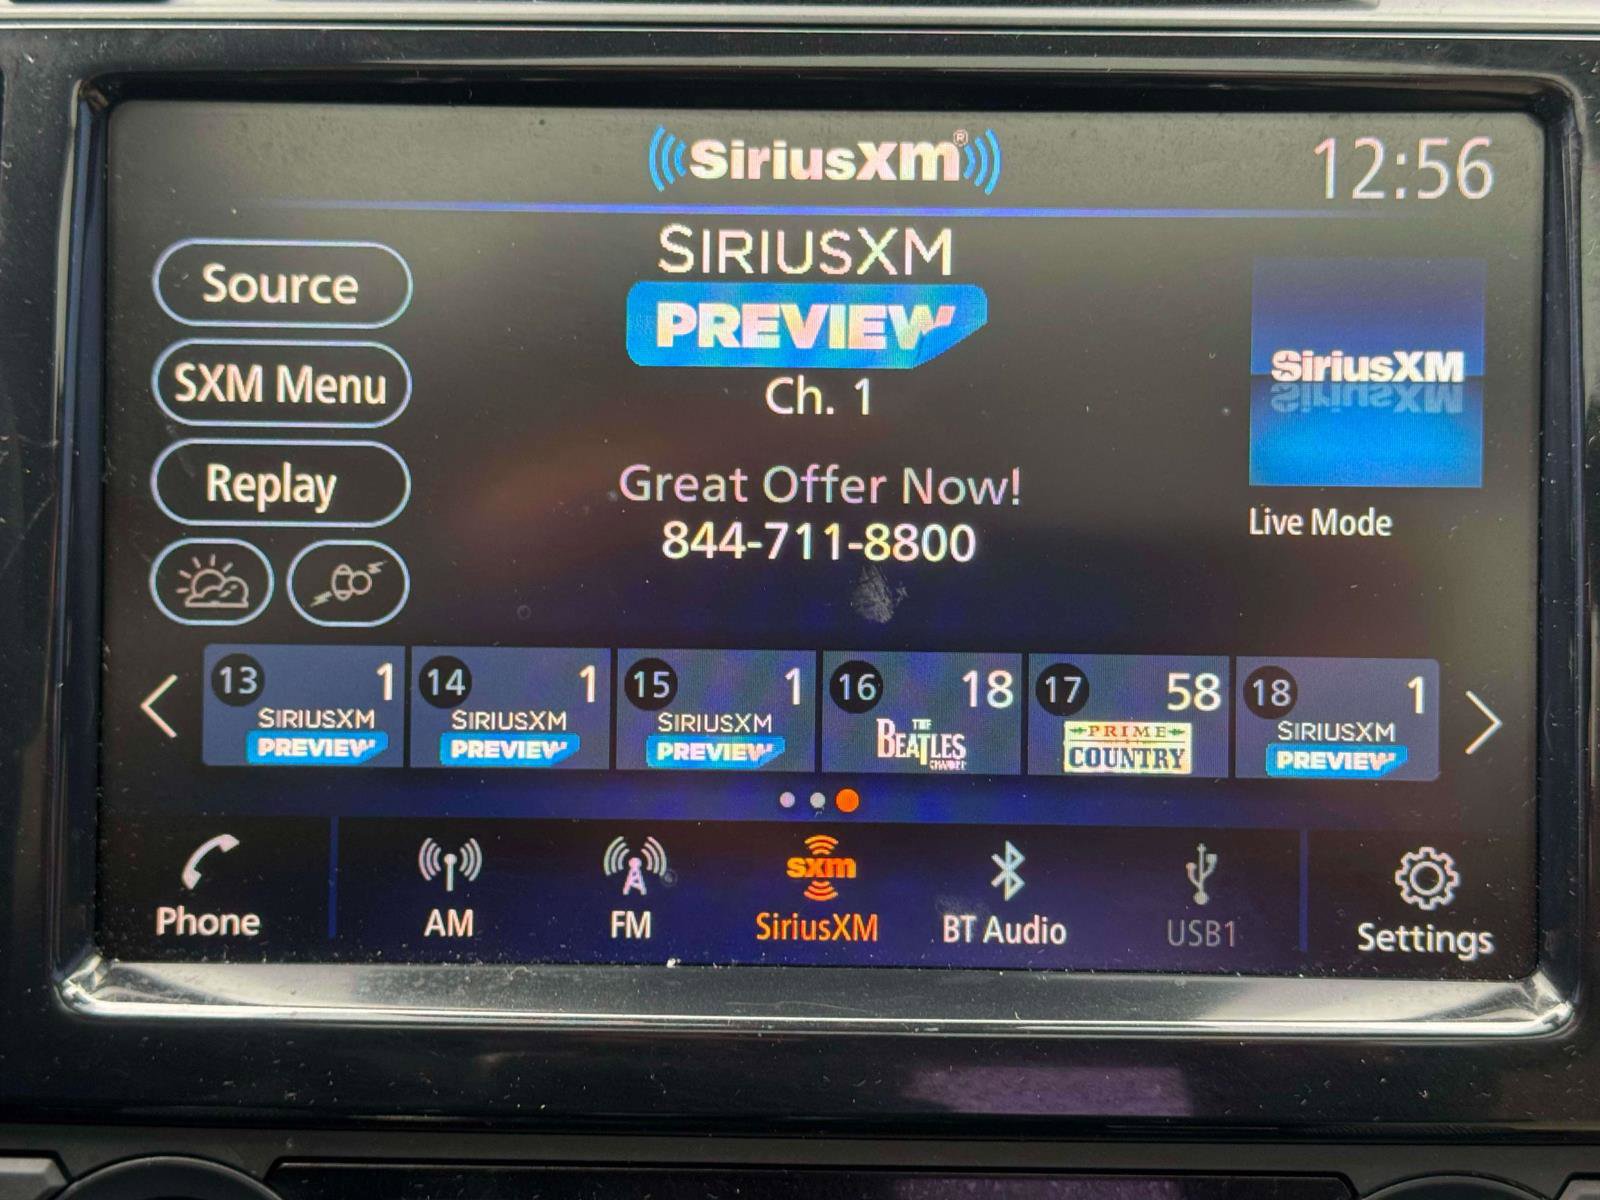 SiriusXM®
12:56
SIRIUSXM
PREVIEW
Ch. 1
Great Offer Now!
844-711-8800
Source
SXM Menu
Replay
SiriusXM
Live Mode
13 1
SIRIUSXM
PREVIEW
14 1
SIRIUSXM
PREVIEW
15 1
SIRIUSXM
PREVIEW
16 18
THE
BEATLES
CHANNEL
17 58
PRIME
COUNTRY
18 1
SIRIUSXM
PREVIEW
Phone
AM
FM
sxm
SiriusXM
BT Audio
USB1
Settings